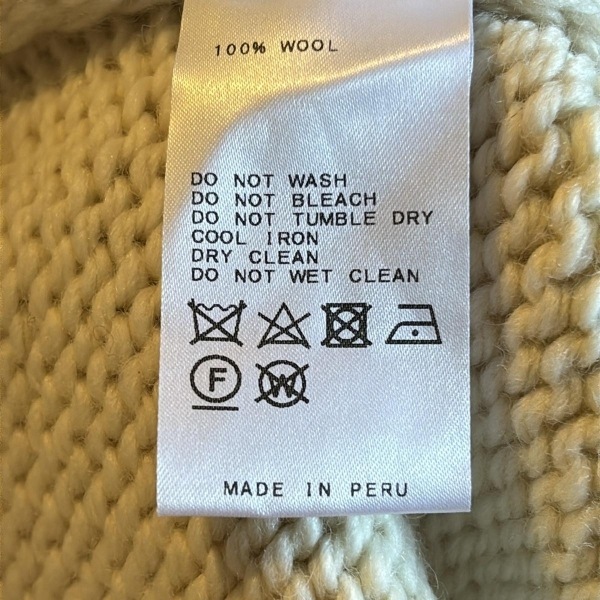 100% WOOL
DO NOT WASH
DO NOT BLEACH
DO NOT TUMBLE DRY
COOL IRON
DRY CLEAN
DO NOT WET CLEAN
F W
MADE IN PERU